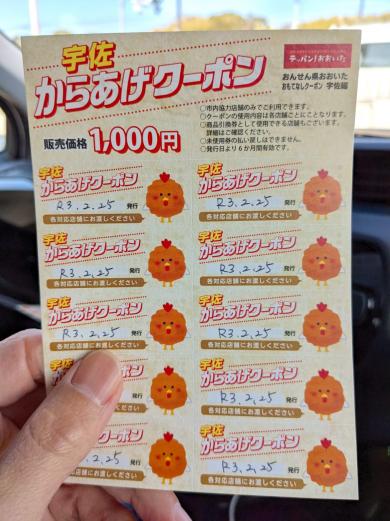 宇佐
からあげクーポン
テッパン!おおいた
おんせん県おおいた
おもてなしクーポン 宇佐編
販売価格 1,000円
○市内協力店舗のみでご利用できます。
○クーポンの使用内容は各店舗ごとにことなります。
○商品引換券として使用できる店舗もございます。
詳細はご確認ください。
○未使用券の払い戻しはできません。
○発行日より6か月間有効です。
宇佐
からあげクーポン
R3.2.25 発行
各対応店舗にお渡しください
宇佐
からあげクーポン
R3.2.25 発行
各対応店舗にお渡しください
宇佐
からあげクーポン
R3.2.25 発行
各対応店舗にお渡しください
宇佐
からあげクーポン
R3.2.25 発行
各対応店舗にお渡しください
宇佐
からあげクーポン
R3.2.25 発行
各対応店舗にお渡しください
宇佐
からあげクーポン
R3.2.25 発行
各対応店舗にお渡しください
宇佐
からあげクーポン
2.25 発行
各対応店舗にお渡しください
宇佐
からあげクーポン
R3.2.25 発行
各対応店舗にお渡しください
げクーポン
2.25 発行
にお渡しください
宇佐
からあげクーポン
R3.2.25 発行
各対応店舗にお渡しください